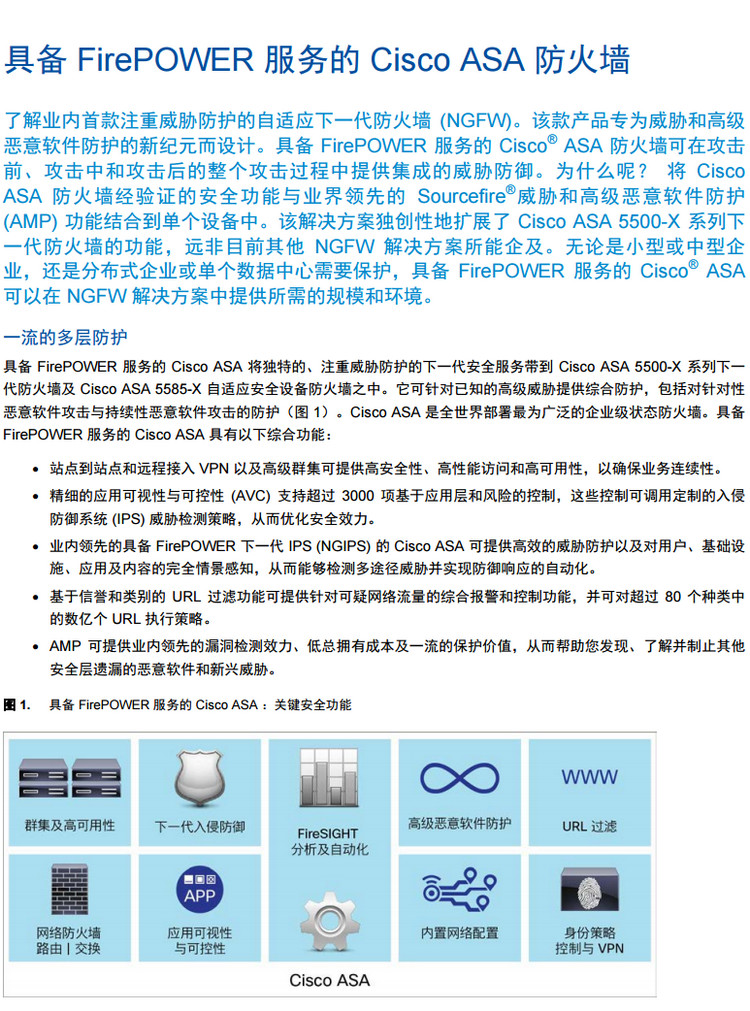 具备 FirePOWER 服务的 Cisco ASA 防火墙
了解业内首款注重威胁防护的自适应下一代防火墙 (NGFW)。该款产品专为威胁和高级
恶意软件防护的新纪元而设计。具备 FirePOWER 服务的 Cisco® ASA 防火墙可在攻击
前、攻击中和攻击后的整个攻击过程中提供集成的威胁防御。为什么呢？ 将 Cisco
ASA 防火墙经验证的安全功能与业界领先的 Sourcefire®威胁和高级恶意软件防护
(AMP) 功能结合到单个设备中。该解决方案独创性地扩展了 Cisco ASA 5500-X 系列下
一代防火墙的功能，远非目前其他 NGFW 解决方案所能企及。无论是小型或中型企
业，还是分布式企业或单个数据中心需要保护，具备 FirePOWER 服务的 Cisco® ASA
可以在 NGFW 解决方案中提供所需的规模和环境。
一流的多层防护
具备 FirePOWER 服务的 Cisco ASA 将独特的、注重威胁防护的下一代安全服务带到 Cisco ASA 5500-X 系列下一
代防火墙及 Cisco ASA 5585-X 自适应安全设备防火墙之中。它可针对已知的高级威胁提供综合防护，包括对针对性
恶意软件攻击与持续性恶意软件攻击的防护（图 1）。Cisco ASA 是全世界部署最为广泛的企业级状态防火墙。具备
FirePOWER 服务的 Cisco ASA 具有以下综合功能：
• 站点到站点和远程接入 VPN 以及高级群集可提供高安全性、高性能访问和高可用性，以确保业务连续性。
• 精细的应用可视性与可控性 (AVC) 支持超过 3000 项基于应用层和风险的控制，这些控制可调用定制的入侵
防御系统 (IPS) 威胁检测策略，从而优化安全效力。
• 业内领先的具备 FirePOWER 下一代 IPS (NGIPS) 的 Cisco ASA 可提供高效的威胁防护以及对用户、基础设
施、应用及内容的完全情景感知，从而能够检测多途径威胁并实现防御响应的自动化。
• 基于信誉和类别的 URL 过滤功能可提供针对可疑网络流量的综合报警和控制功能，并可对超过 80 个种类中
的数亿个 URL 执行策略。
• AMP 可提供业内领先的漏洞检测效力、低总拥有成本及一流的保护价值，从而帮助您发现、了解并制止其他
安全层遗漏的恶意软件和新兴威胁。
图 1. 具备 FirePOWER 服务的 Cisco ASA：关键安全功能
群集及高可用性
下一代入侵防御
FireSIGHT
分析及自动化
高级恶意软件防护
WWW
URL 过滤
网络防火墙
路由 | 交换
APP
应用可视性
与可控性
内置网络配置
身份策略
控制与 VPN
Cisco ASA